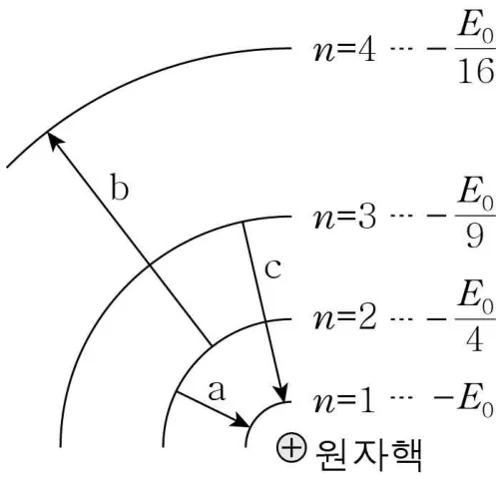 n=4 ··· −E₀/16
b
n=3 ··· −E₀/9
c
n=2 ··· −E₀/4
a
n=1 ··· −E₀
+ 원자핵